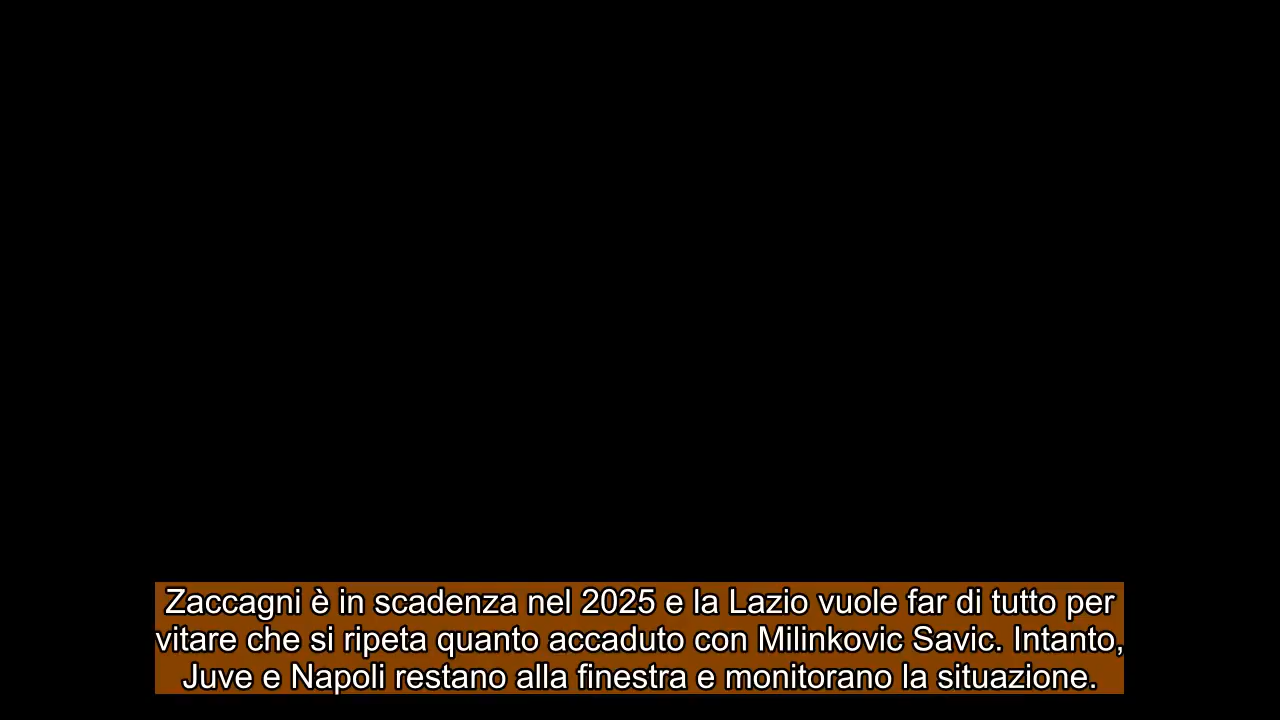 Zaccagni è in scadenza nel 2025 e la Lazio vuole far di tutto per
vitare che si ripeta quanto accaduto con Milinkovic Savic. Intanto,
Juve e Napoli restano alla finestra e monitorano la situazione.